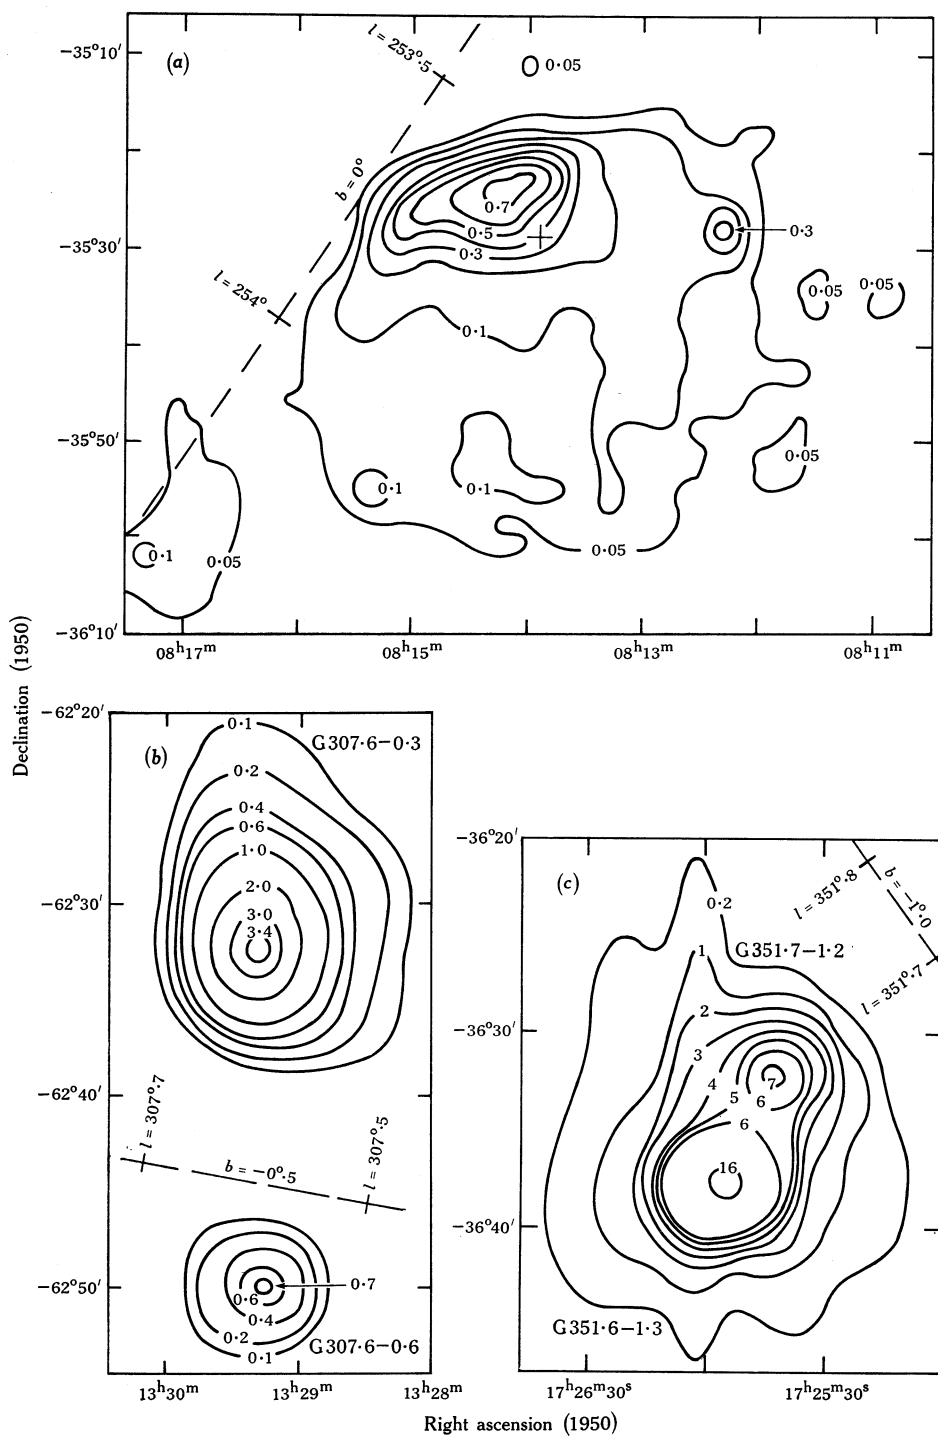 −35°10′
(a)
l = 253°·5
0·05
b = 0°
0·7
0·5
0·3
0·3
−35°30′
l = 254°
0·05
0·05
0·1
−35°50′
0·05
0·1
0·1
0·1
0·05
0·05
−36°10′
08ʰ17ᵐ
08ʰ15ᵐ
08ʰ13ᵐ
08ʰ11ᵐ
Declination (1950)
−62°20′
(b)
0·1
G307·6−0·3
0·2
0·4
0·6
1·0
2·0
3·0
3·4
−62°30′
−62°40′
l = 307°·7
b = −0°·5
l = 307°·5
−62°50′
0·7
0·6
0·4
0·2
0·1
G307·6−0·6
13ʰ30ᵐ
13ʰ29ᵐ
13ʰ28ᵐ
−36°20′
(c)
l = 351°·8
b = −1°·0
l = 351°·7
0·2
G351·7−1·2
1
2
3
4
5
6
7
6
16
−36°30′
−36°40′
G351·6−1·3
17ʰ26ᵐ30ˢ
17ʰ25ᵐ30ˢ
Right ascension (1950)